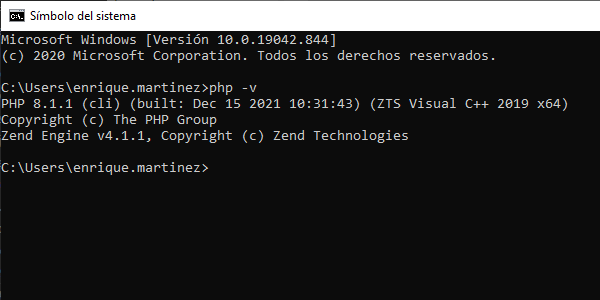 Símbolo del sistema
Microsoft Windows [Versión 10.0.19042.844]
(c) 2020 Microsoft Corporation. Todos los derechos reservados.
C:\Users\enrique.martinez>php -v
PHP 8.1.1 (cli) (built: Dec 15 2021 10:31:43) (ZTS Visual C++ 2019 x64)
Copyright (c) The PHP Group
Zend Engine v4.1.1, Copyright (c) Zend Technologies
C:\Users\enrique.martinez>